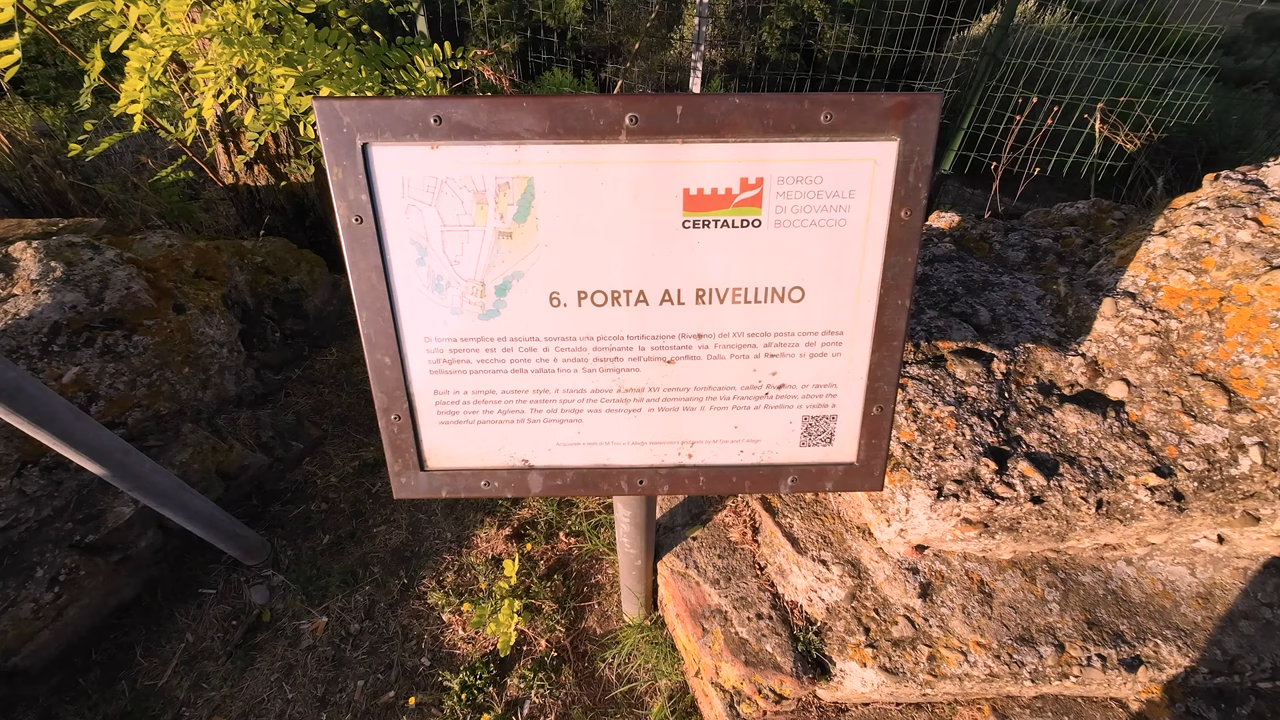 CERTALDO
BORGO
MEDIOEVALE
DI GIOVANNI
BOCCACCIO
6. PORTA AL RIVELLINO
Di forma semplice ed asciutta, sovrasta una piccola fortificazione (Rivellino) del XVI secolo posta come difesa
sullo sperone est del Colle di Certaldo dominante la sottostante via Francigena, all'altezza del ponte
sull'Agliena, vecchio ponte che è andato distrutto nell'ultimo conflitto. Dalla Porta al Rivellino si gode un
bellissimo panorama della vallata fino a San Gimignano.
Built in a simple, austere style, it stands above a small XVI century fortification, called Rivellino, or ravelin,
placed as defense on the eastern spur of the Certaldo hill and dominating the Via Francigena below, above the
bridge over the Agliena. The old bridge was destroyed in World War II. From Porta al Rivellino is visible a
wonderful panorama till San Gimignano.